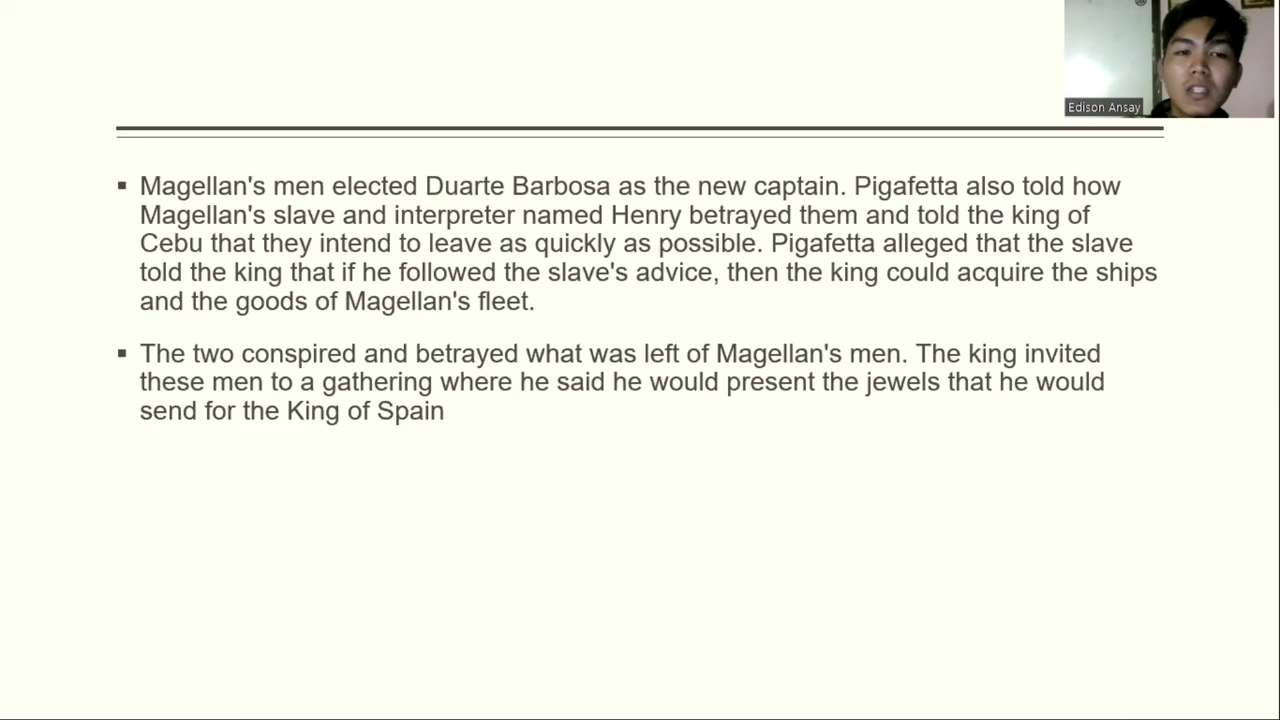 Edison Ansay
▪ Magellan's men elected Duarte Barbosa as the new captain. Pigafetta also told how
Magellan's slave and interpreter named Henry betrayed them and told the king of
Cebu that they intend to leave as quickly as possible. Pigafetta alleged that the slave
told the king that if he followed the slave's advice, then the king could acquire the ships
and the goods of Magellan's fleet.
▪ The two conspired and betrayed what was left of Magellan's men. The king invited
these men to a gathering where he said he would present the jewels that he would
send for the King of Spain